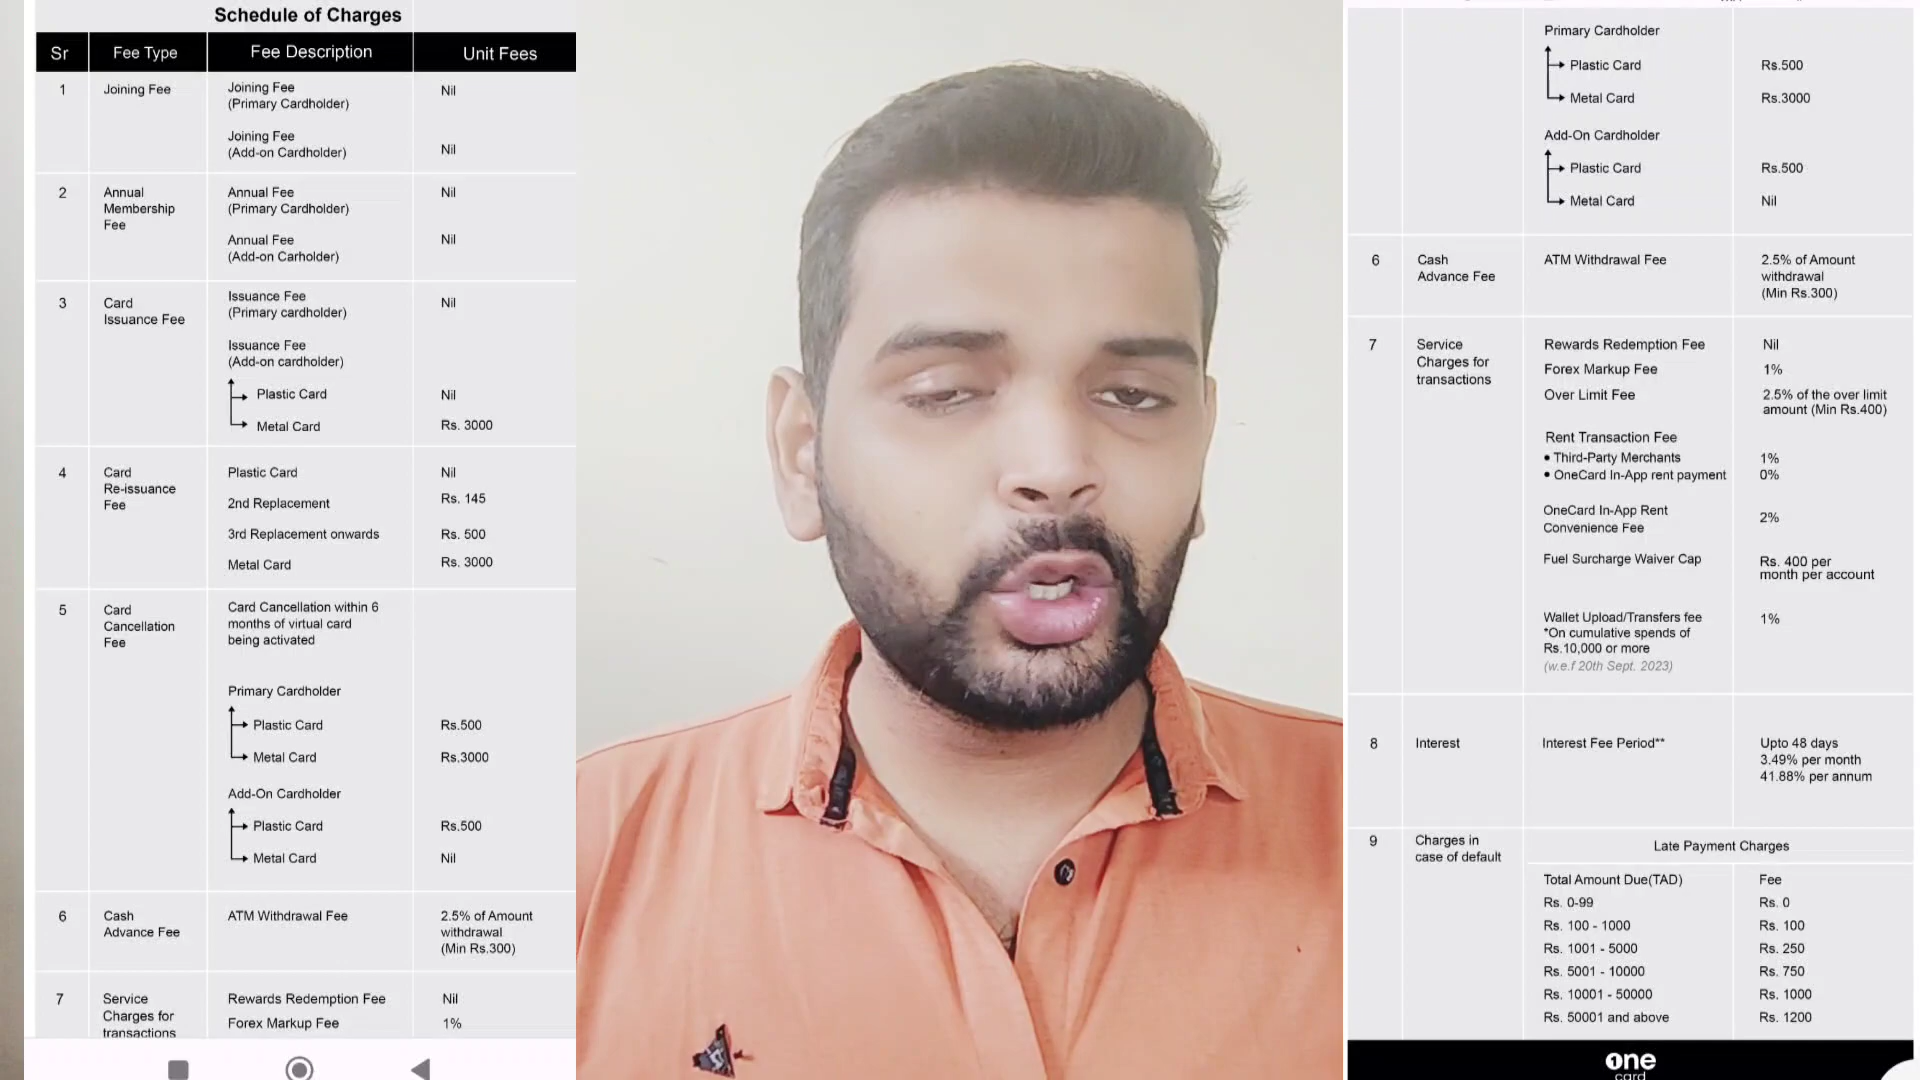 Schedule of Charges
Sr Fee Type Fee Description Unit Fees
1 Joining Fee Joining Fee Nil
(Primary Cardholder)
Joining Fee
(Add-on Cardholder) Nil
2 Annual Annual Fee Nil
Membership (Primary Cardholder)
Fee
Annual Fee Nil
(Add-on Carholder)
3 Card Issuance Fee Nil
Issuance Fee (Primary cardholder)
Issuance Fee
(Add-on cardholder)
Plastic Card Nil
Metal Card Rs. 3000
4 Card Plastic Card Nil
Re-issuance
Fee 2nd Replacement Rs. 145
3rd Replacement onwards Rs. 500
Metal Card Rs. 3000
5 Card Card Cancellation within 6
Cancellation months of virtual card
Fee being activated
Primary Cardholder
Plastic Card Rs.500
Metal Card Rs.3000
Add-On Cardholder
Plastic Card Rs.500
Metal Card Nil
6 Cash ATM Withdrawal Fee 2.5% of Amount
Advance Fee withdrawal
(Min Rs.300)
7 Service Rewards Redemption Fee Nil
Charges for Forex Markup Fee 1%
transactions
Primary Cardholder
Plastic Card Rs.500
Metal Card Rs.3000
Add-On Cardholder
Plastic Card Rs.500
Metal Card Nil
6 Cash ATM Withdrawal Fee 2.5% of Amount
Advance Fee withdrawal
(Min Rs.300)
7 Service Rewards Redemption Fee Nil
Charges for Forex Markup Fee 1%
transactions Over Limit Fee 2.5% of the over limit
amount (Min Rs.400)
Rent Transaction Fee
• Third-Party Merchants 1%
• OneCard In-App rent payment 0%
OneCard In-App Rent 2%
Convenience Fee
Fuel Surcharge Waiver Cap Rs. 400 per
month per account
Wallet Upload/Transfers fee 1%
*On cumulative spends of
Rs.10,000 or more
(w.e.f 20th Sept. 2023)
8 Interest Interest Fee Period** Upto 48 days
3.49% per month
41.88% per annum
9 Charges in Late Payment Charges
case of default
Total Amount Due(TAD) Fee
Rs. 0-99 Rs. 0
Rs. 100 - 1000 Rs. 100
Rs. 1001 - 5000 Rs. 250
Rs. 5001 - 10000 Rs. 750
Rs. 10001 - 50000 Rs. 1000
Rs. 50001 and above Rs. 1200
one
card